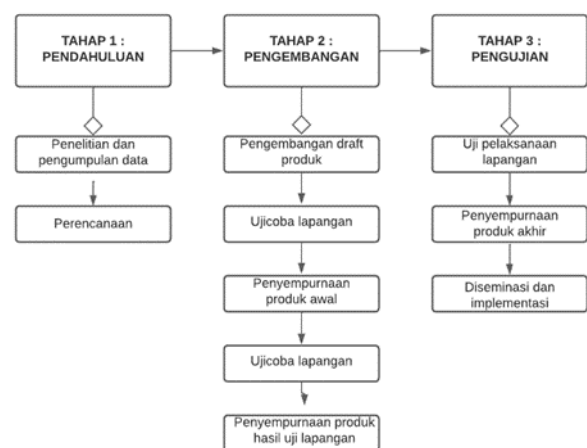 TAHAP 1 :
PENDAHULUAN
Penelitian dan
pengumpulan data
Perencanaan
TAHAP 2 :
PENGEMBANGAN
Pengembangan draft
produk
Ujicoba lapangan
Penyempurnaan
produk awal
Ujicoba lapangan
Penyempurnaan produk
hasil uji lapangan
TAHAP 3 :
PENGUJIAN
Uji pelaksanaan
lapangan
Penyempurnaan
produk akhir
Diseminasi dan
implementasi